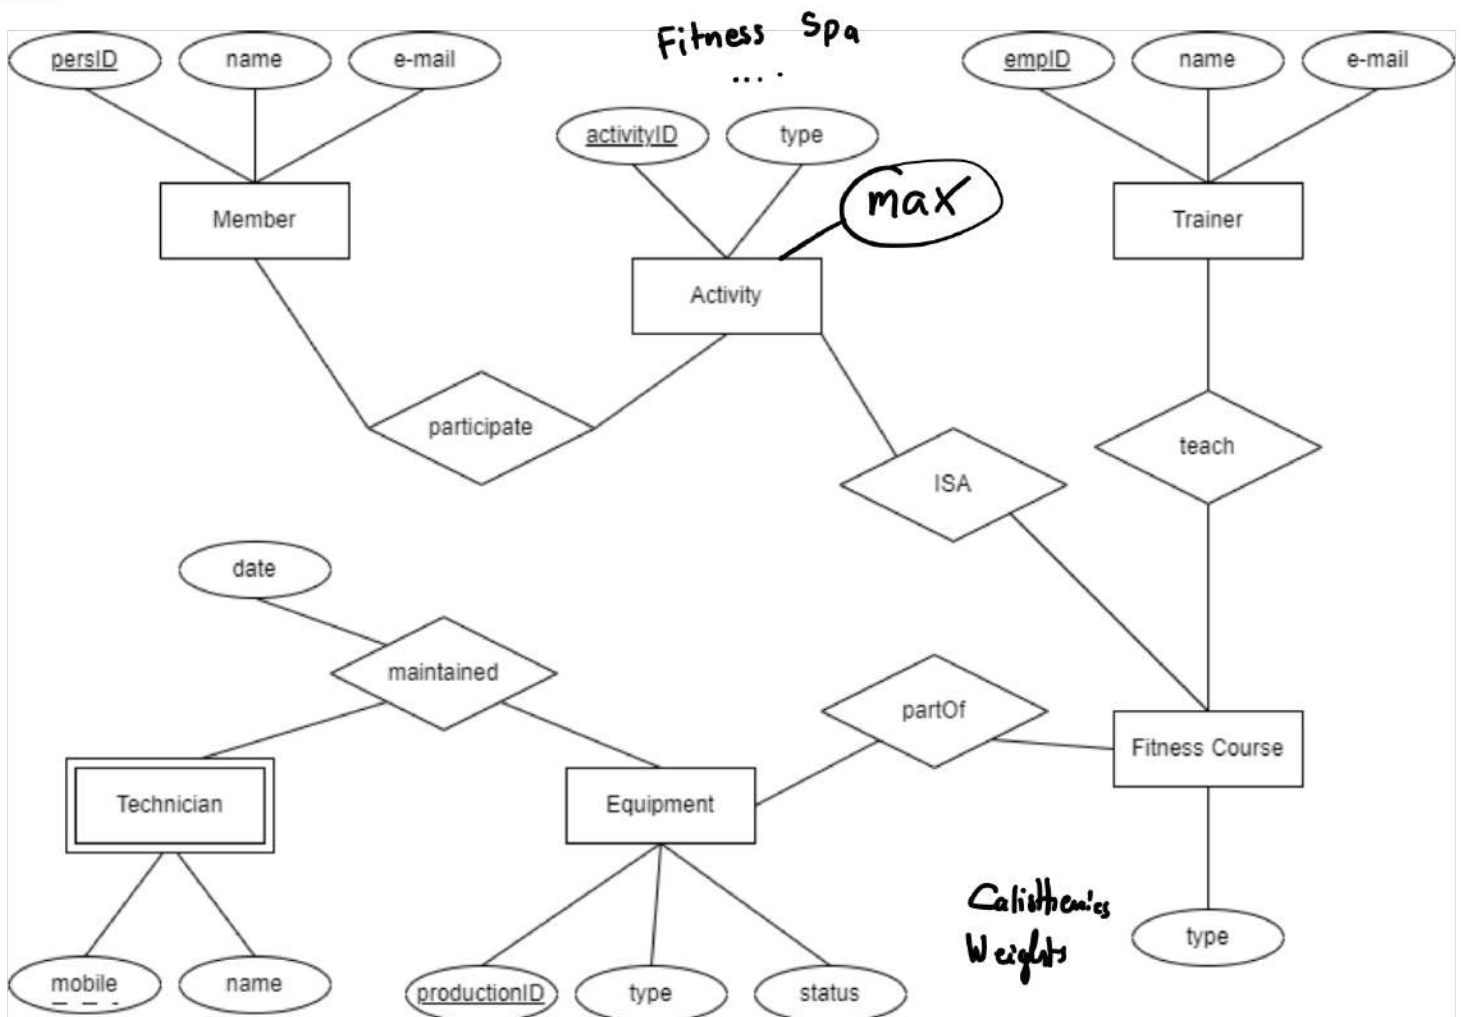 Fitness Spa
....
persID name e-mail
empID name e-mail
activityID type
max
Member
Trainer
Activity
participate
teach
ISA
date
maintained
partOf
Fitness Course
Technician
Equipment
Calisthenics
Weights
type
mobile name
productionID type status